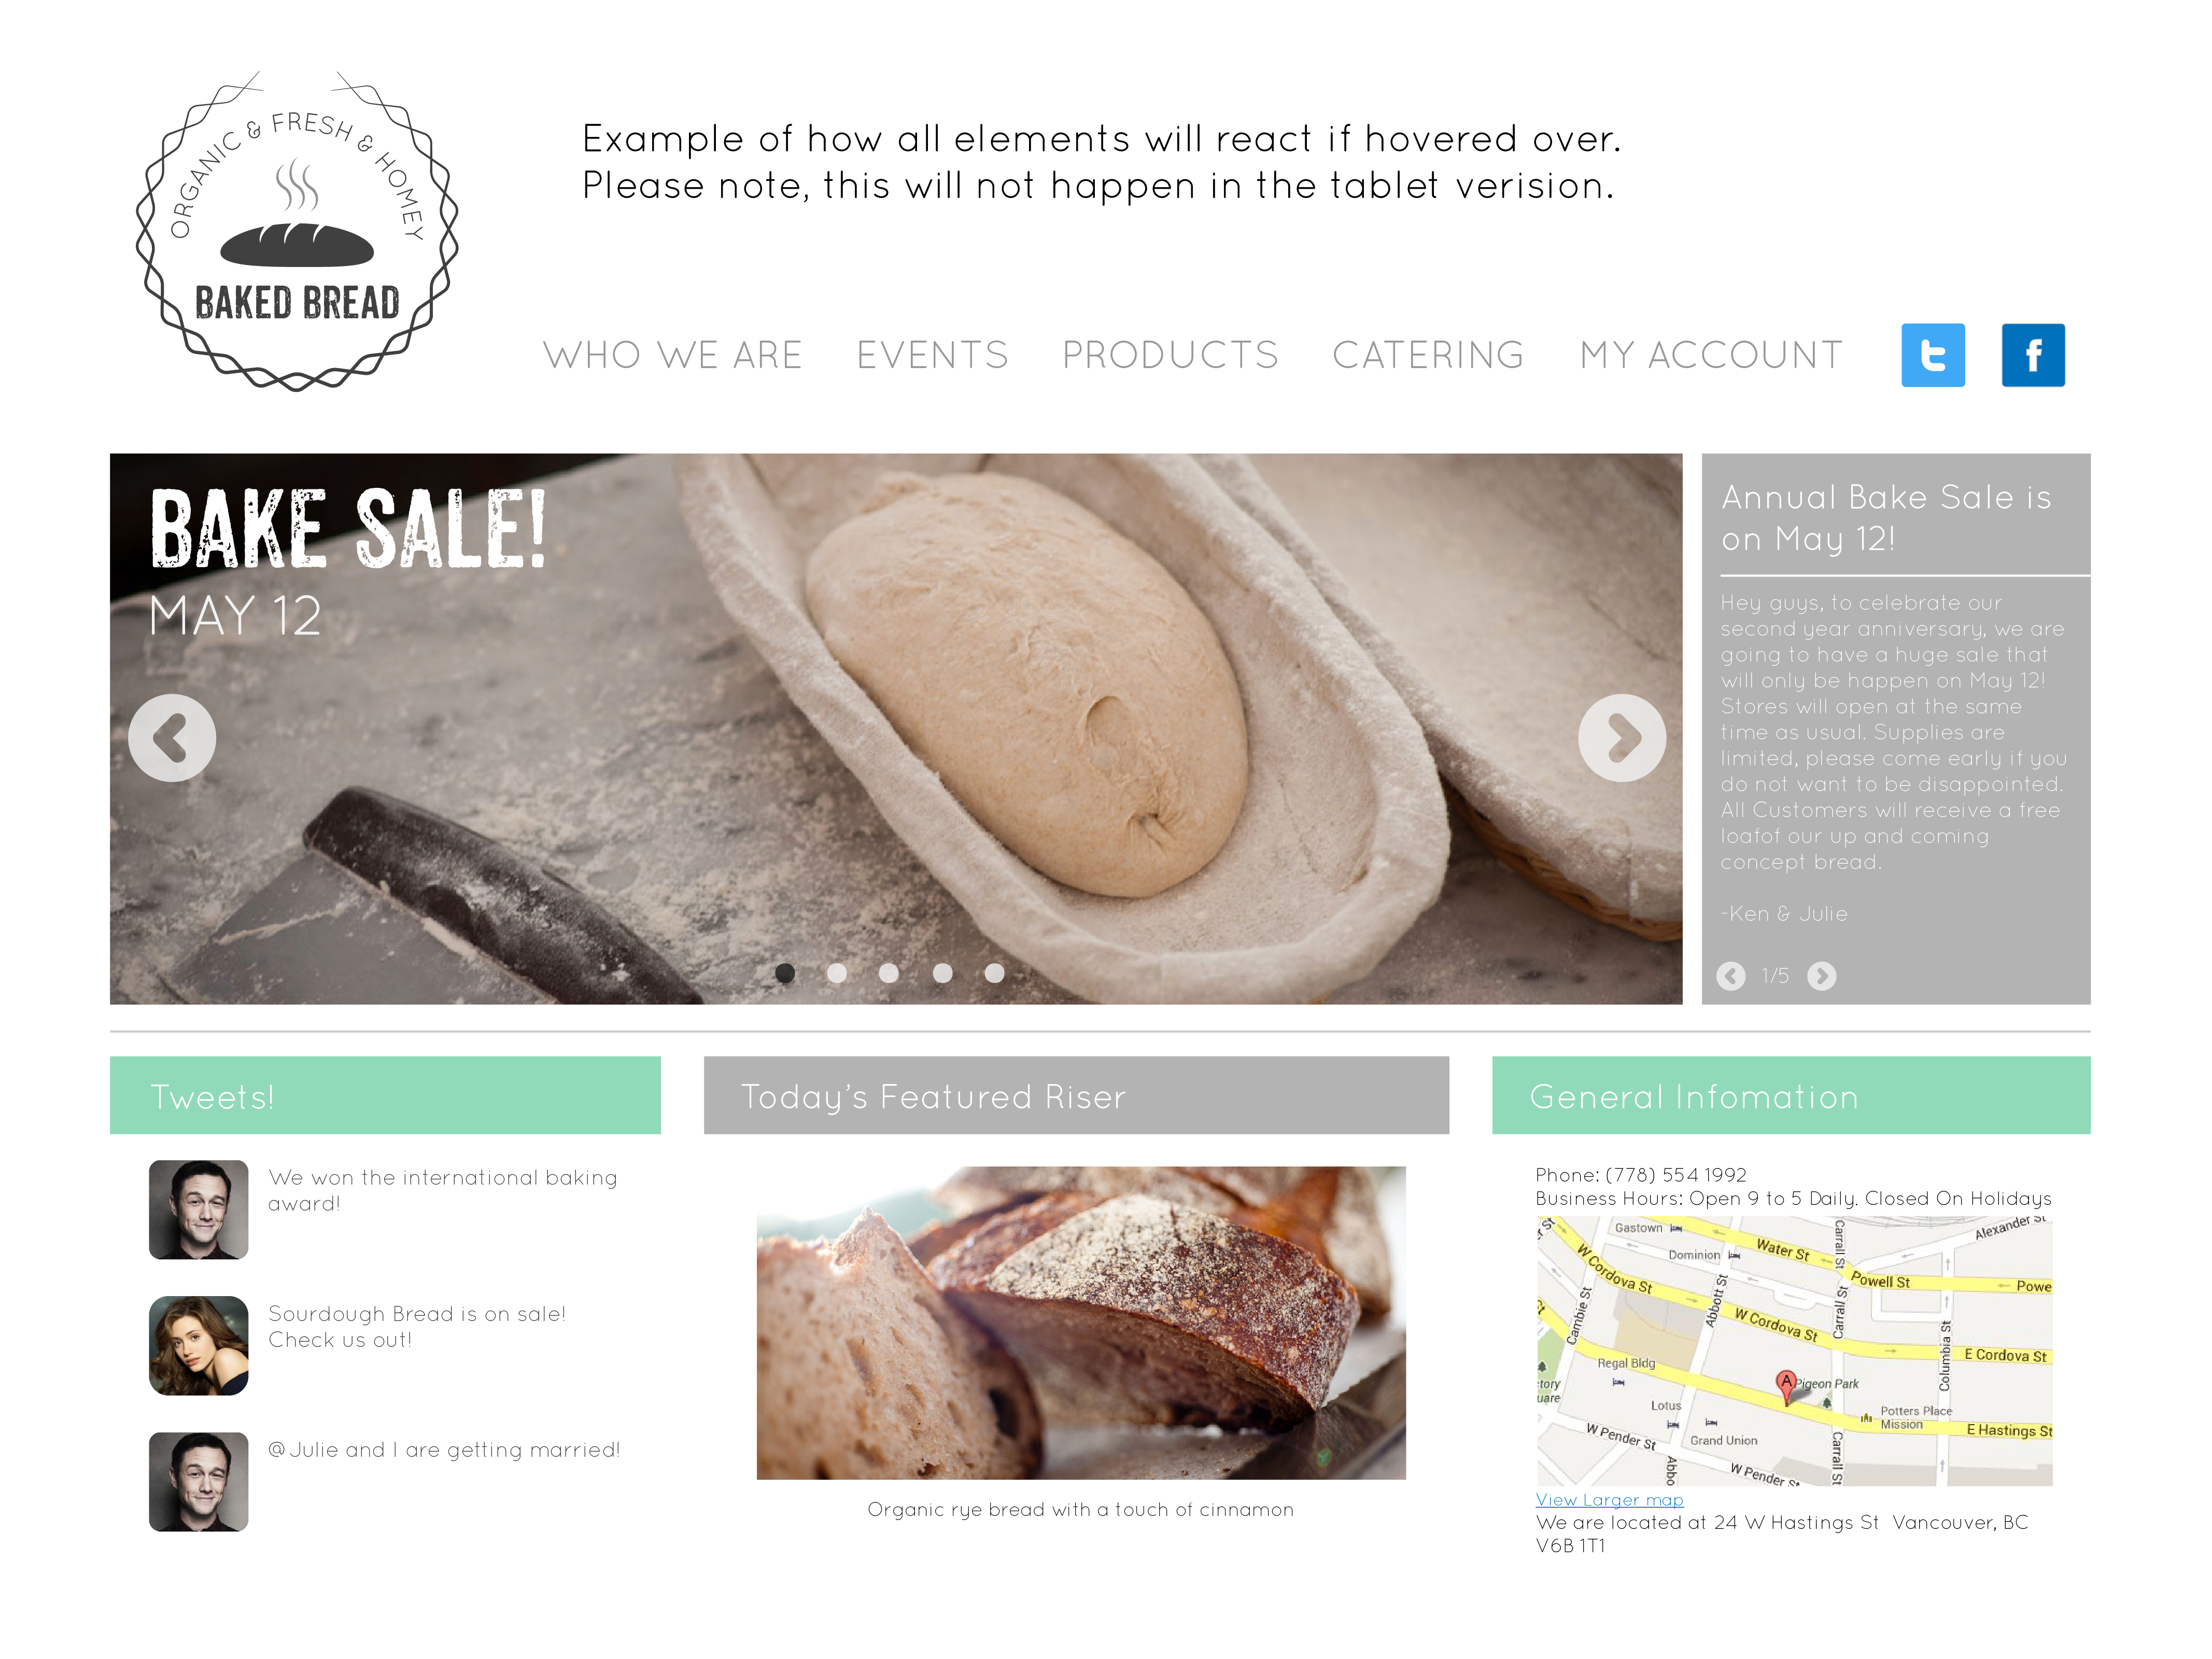 ORGANIC & FRESH & HOMEY
BAKED BREAD
Example of how all elements will react if hovered over.
Please note, this will not happen in the tablet verision.
WHO WE ARE EVENTS PRODUCTS CATERING MY ACCOUNT
BAKE SALE!
MAY 12
Annual Bake Sale is
on May 12!
Hey guys, to celebrate our
second year anniversary, we are
going to have a huge sale that
will only be happen on May 12!
Stores will open at the same
time as usual. Supplies are
limited, please come early if you
do not want to be disappointed.
All Customers will receive a free
loafof our up and coming
concept bread.
-Ken & Julie
1/5
Tweets!
We won the international baking
award!
Sourdough Bread is on sale!
Check us out!
@Julie and I are getting married!
Today's Featured Riser
Organic rye bread with a touch of cinnamon
General Infomation
Phone: (778) 554 1992
Business Hours: Open 9 to 5 Daily. Closed On Holidays
Gastown
Dominion
Water St
Carrall St
Alexander St
W Cordova St
Powell St
Powe
Cambie St
Abbott St
W Cordova St
Carrall St
Columbia St
E Cordova St
Regal Bldg
A
Pigeon Park
tory
uare
Lotus
Potters Place
Mission
W Pender St
Grand Union
E Hastings St
Abbo
W Pender St
Carrall St
View Larger map
We are located at 24 W Hastings St Vancouver, BC
V6B 1T1